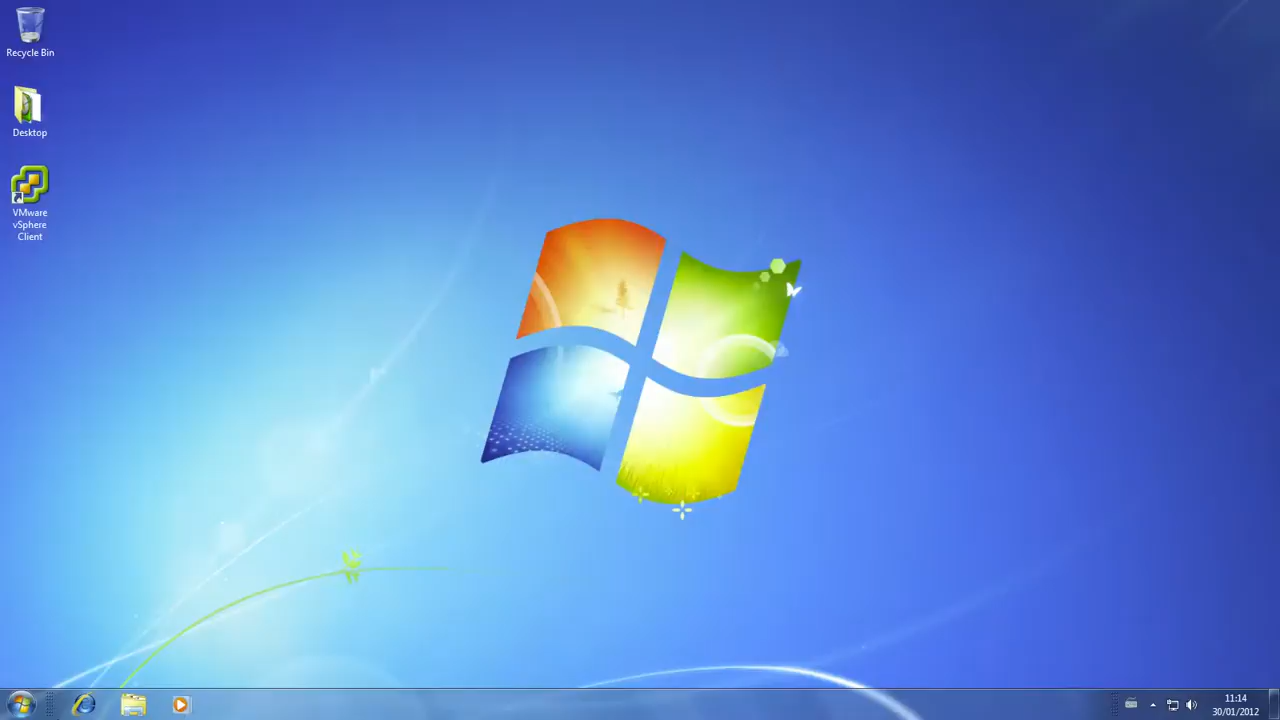 Recycle Bin
Desktop
VMware
vSphere
Client
11:14
30/01/2012